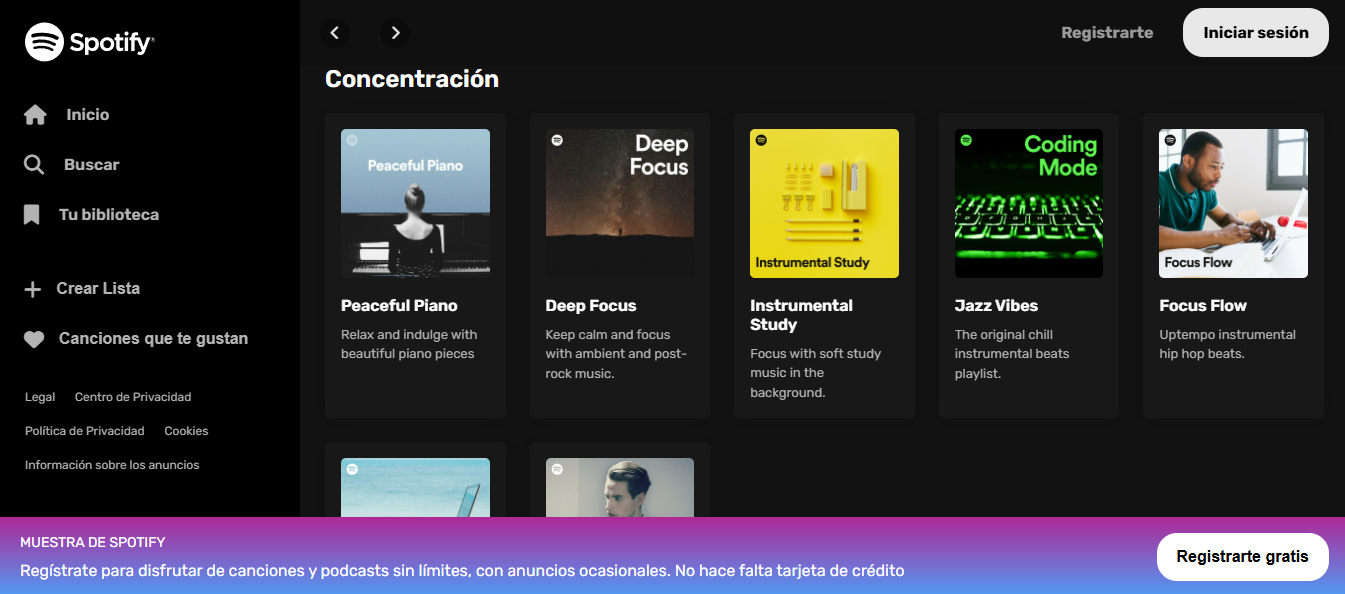 Spotify
Inicio
Buscar
Tu biblioteca
Crear Lista
Canciones que te gustan
Legal Centro de Privacidad
Política de Privacidad Cookies
Información sobre los anuncios
Registrarte
Iniciar sesión
Concentración
Peaceful Piano
Peaceful Piano
Relax and indulge with
beautiful piano pieces
Deep
Focus
Deep Focus
Keep calm and focus
with ambient and post-
rock music.
Instrumental Study
Instrumental
Study
Focus with soft study
music in the
background.
Coding
Mode
Jazz Vibes
The original chill
instrumental beats
playlist.
Focus Flow
Focus Flow
Uptempo instrumental
hip hop beats.
MUESTRA DE SPOTIFY
Regístrate para disfrutar de canciones y podcasts sin límites, con anuncios ocasionales. No hace falta tarjeta de crédito
Registrarte gratis